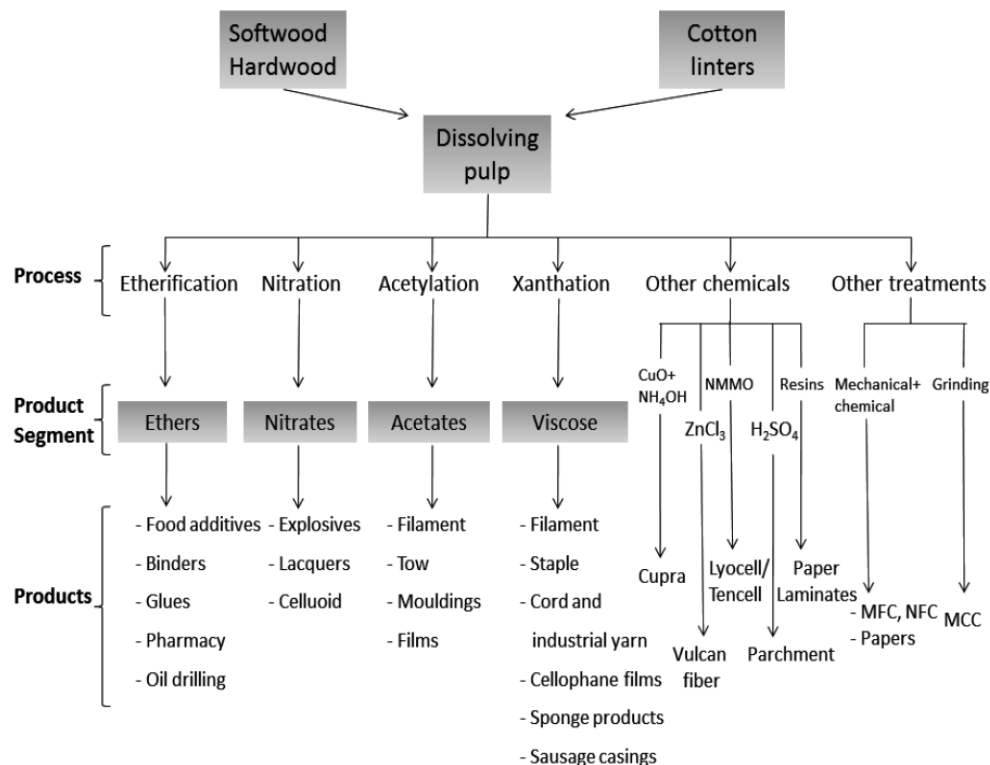 Softwood
Hardwood
Cotton
linters
Dissolving
pulp
Process
Etherification
Nitration
Acetylation
Xanthation
Other chemicals
Other treatments
CuO+
NH₄OH
ZnCl₃
NMMO
H₂SO₄
Resins
Mechanical+
chemical
Grinding
Product
Segment
Ethers
Nitrates
Acetates
Viscose
Products
- Food additives
- Binders
- Glues
- Pharmacy
- Oil drilling
- Explosives
- Lacquers
- Celluoid
- Filament
- Tow
- Mouldings
- Films
- Filament
- Staple
- Cord and
industrial yarn
- Cellophane films
- Sponge products
- Sausage casings
Cupra
Vulcan
fiber
Lyocell/
Tencell
Parchment
Paper
Laminates
- MFC, NFC
- Papers
MCC